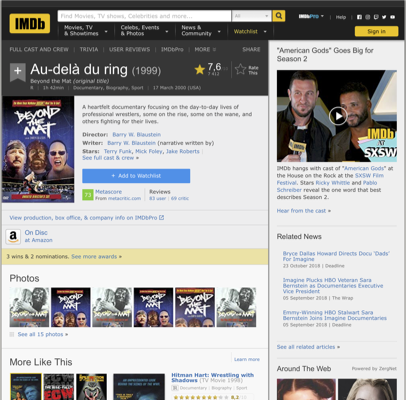 IMDb
Find Movies, TV shows, Celebrities and more...
All
IMDbPro
Help
Movies, TV
& Showtimes
Celebs, Events
& Photos
News &
Community
Watchlist
Sign in
FULL CAST AND CREW
TRIVIA
USER REVIEWS
IMDbPro
MORE
SHARE
Au-delà du ring (1999)
Beyond the Mat (original title)
R | 1h 42min | Documentary, Biography, Sport | 17 March 2000 (USA)
7,6
/10
7 412
Rate
This
BEYOND
THE MAT
A heartfelt documentary focusing on the day-to-day lives of
professional wrestlers, some on the rise, some on the wane, and
others fighting for their lives.
Director: Barry W. Blaustein
Writer: Barry W. Blaustein (narrative written by)
Stars: Terry Funk, Mick Foley, Jake Roberts
See full cast & crew »
+ Add to Watchlist
Metascore
From metacritic.com
Reviews
83 user | 69 critic
View production, box office, & company info on IMDbPro
On Disc
at Amazon
3 wins & 2 nominations. See more awards »
Photos
See all 15 photos »
More Like This
Learn more
Hitman Hart: Wrestling with
Shadows (TV Movie 1998)
Documentary | Biography | Sport
"American Gods" Goes Big for
Season 2
IMDb
at
SXSW
IMDb hangs with cast of "American Gods" at
the House on the Rock at the SXSW Film
Festival. Stars Ricky Whittle and Pablo
Schreiber reveal the one word that best
describes Season 2.
Hear from the cast »
Related News
Bryce Dallas Howard Directs Docu 'Dads'
For Imagine
23 October 2018 | Deadline
Imagine Plucks HBO Veteran Sara
Bernstein as Documentaries Executive
Vice President
05 September 2018 | The Wrap
Emmy-Winning HBO Stalwart Sara
Bernstein Joins Imagine Documentaries
05 September 2018 | Deadline
See all related articles »
Around The Web
Powered by ZergNet